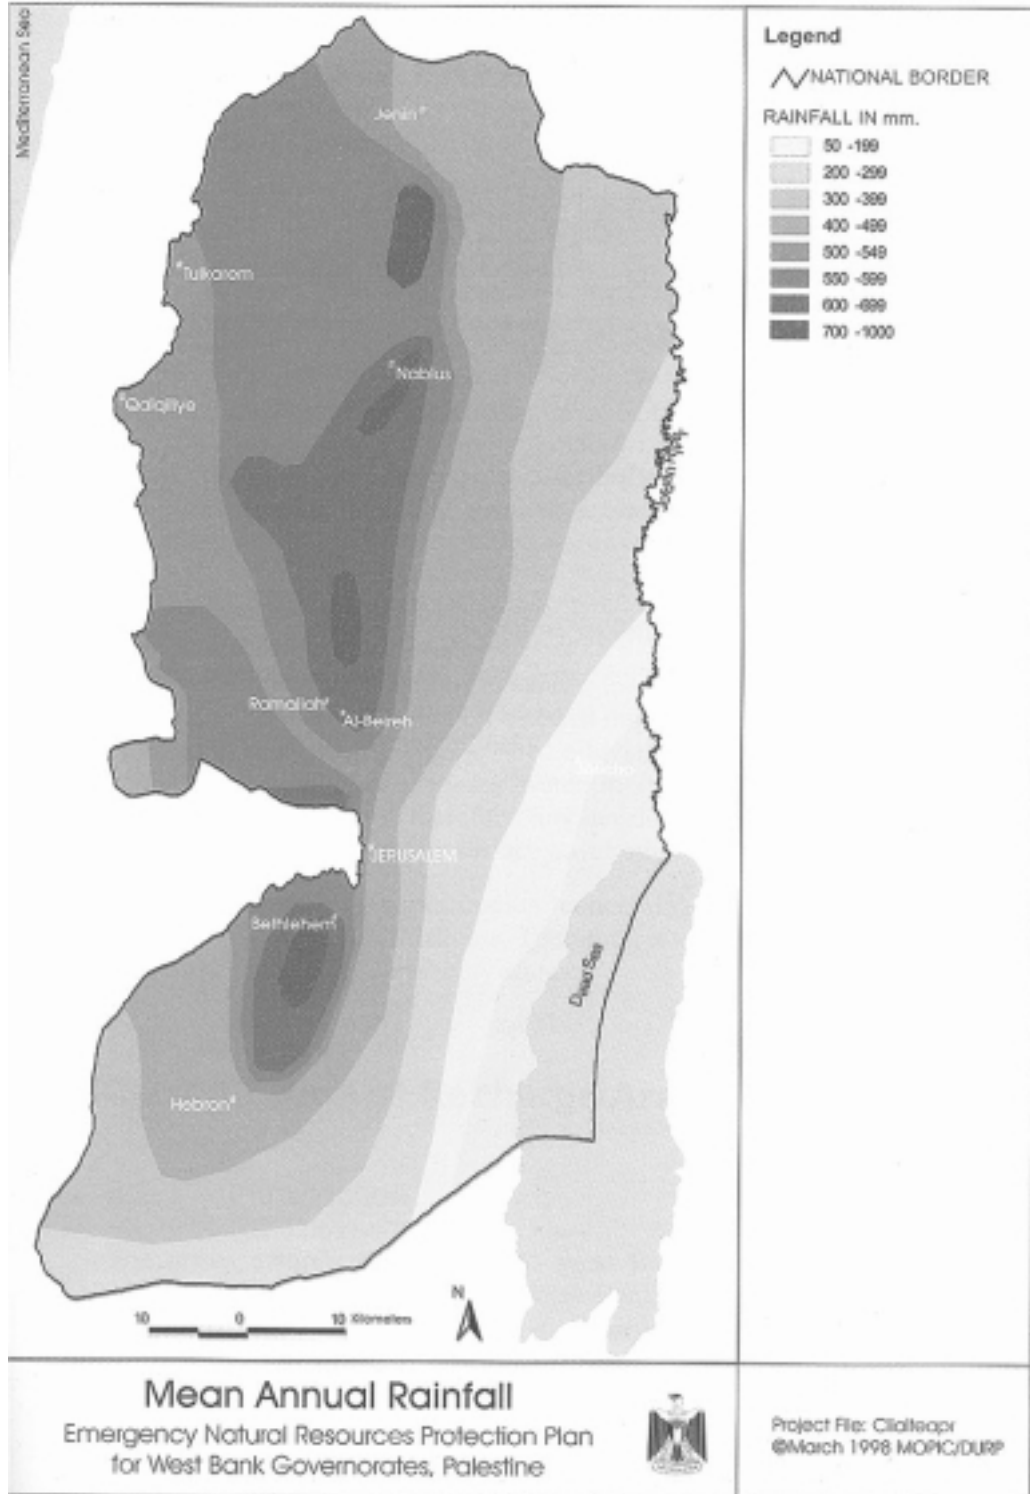 Mediterranean Sea
Legend
NATIONAL BORDER
RAINFALL IN mm.
50 -199
200 -299
300 -399
400 -499
500 -549
550 -599
600 -699
700 -1000
Jenin
Tulkarem
Nablus
Qalqiliye
Ramallah
Al-Beireh
JERUSALEM
Bethlehem
Dead Sea
Hebron
N
10 0 10 Kilometers
Mean Annual Rainfall
Emergency Natural Resources Protection Plan
for West Bank Governorates, Palestine
Project File:
©March 1998 MOPIC/DURP